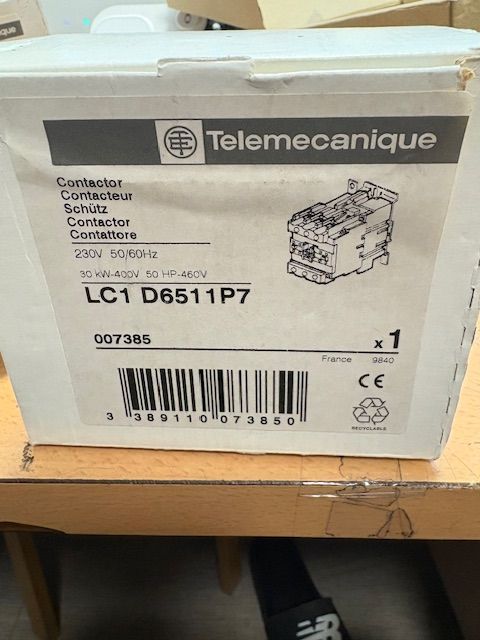 Telemecanique
Contactor
Contacteur
Schütz
Contactor
Contattore
230V 50/60Hz
30 kW-400V 50 HP-460V
LC1 D6511P7
007385
x 1
France 9840
CE
3 389110 073850
RECYCLABLE